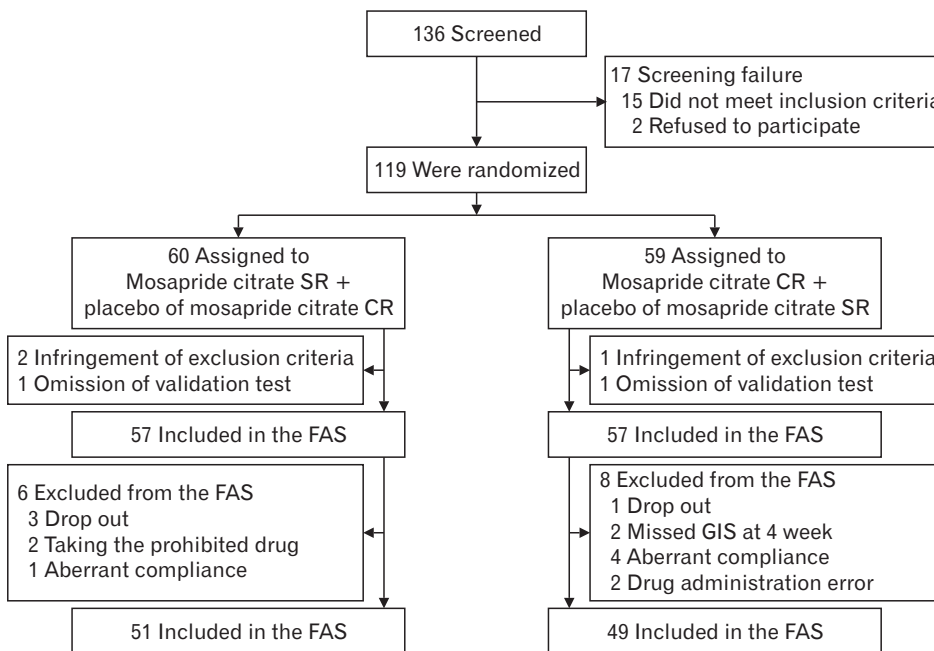 136 Screened
17 Screening failure
15 Did not meet inclusion criteria
2 Refused to participate
119 Were randomized
60 Assigned to
Mosapride citrate SR +
placebo of mosapride citrate CR
59 Assigned to
Mosapride citrate CR +
placebo of mosapride citrate SR
2 Infringement of exclusion criteria
1 Omission of validation test
1 Infringement of exclusion criteria
1 Omission of validation test
57 Included in the FAS
57 Included in the FAS
6 Excluded from the FAS
3 Drop out
2 Taking the prohibited drug
1 Aberrant compliance
8 Excluded from the FAS
1 Drop out
2 Missed GIS at 4 week
4 Aberrant compliance
2 Drug administration error
51 Included in the FAS
49 Included in the FAS